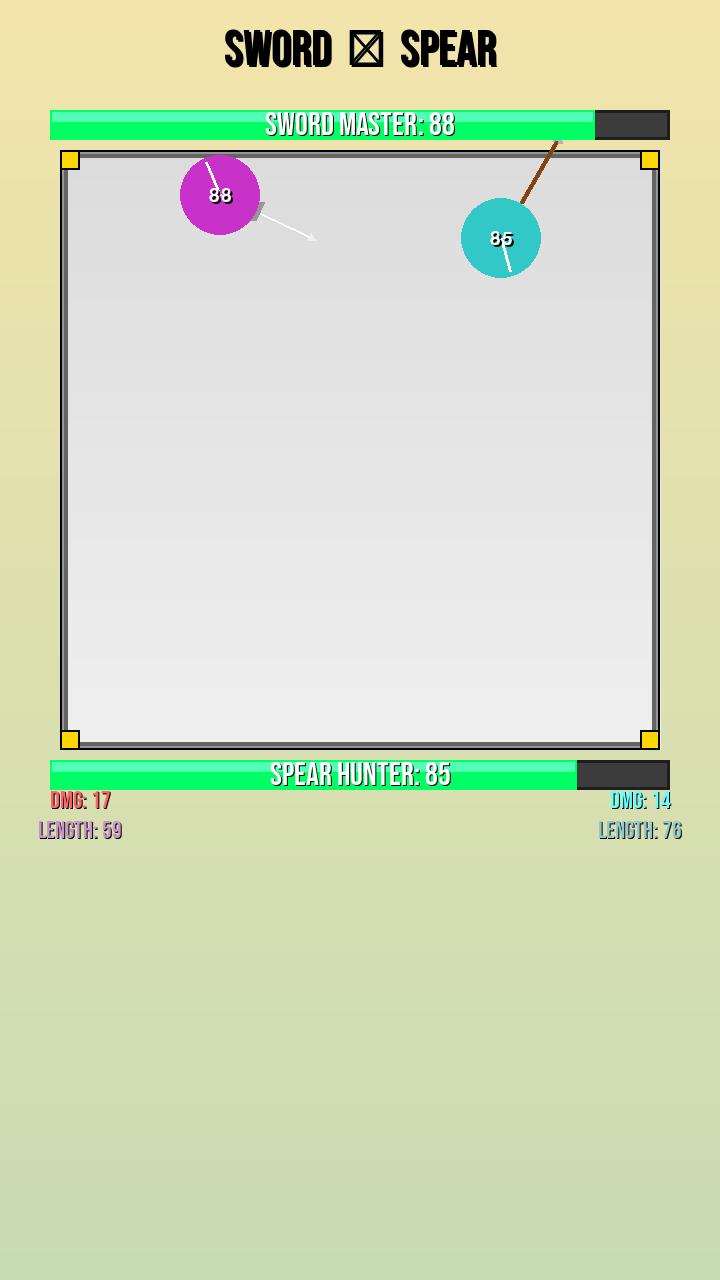 SWORD ☒ SPEAR
SWORD MASTER: 88
88
85
SPEAR HUNTER: 85
DMG: 17
DMG: 14
LENGTH: 59
LENGTH: 76